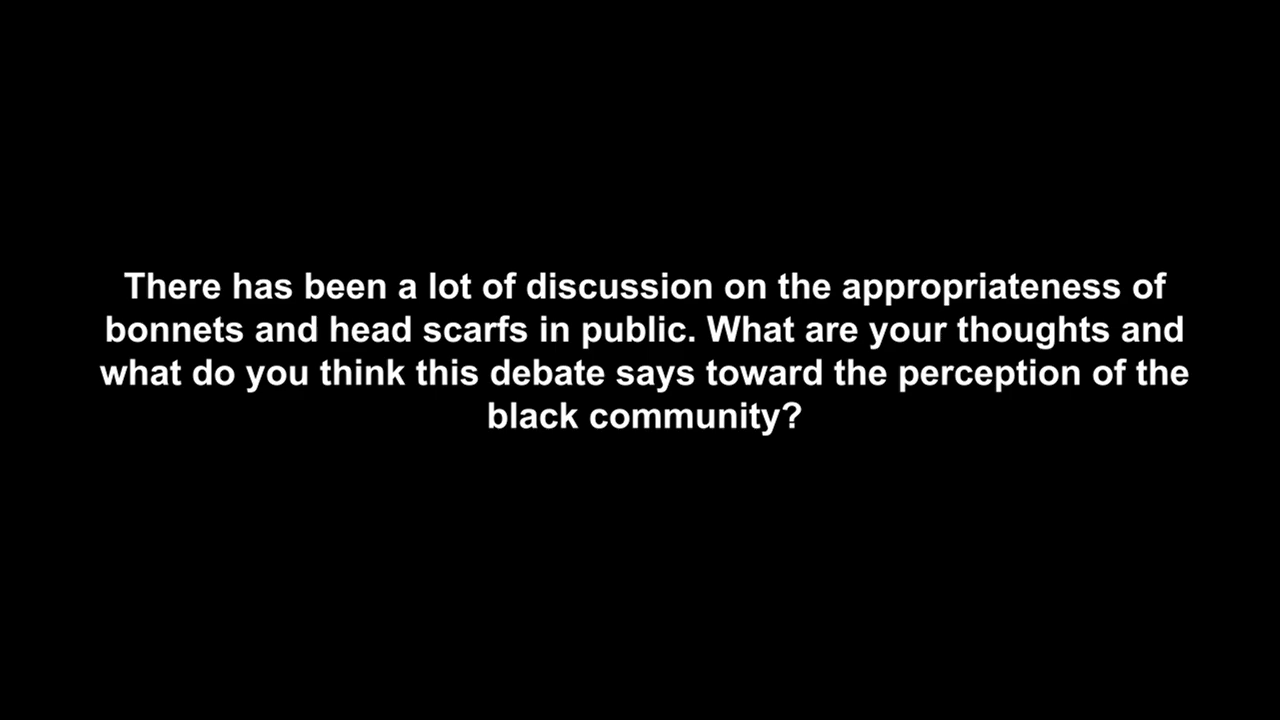 There has been a lot of discussion on the appropriateness of
bonnets and head scarfs in public. What are your thoughts and
what do you think this debate says toward the perception of the
black community?